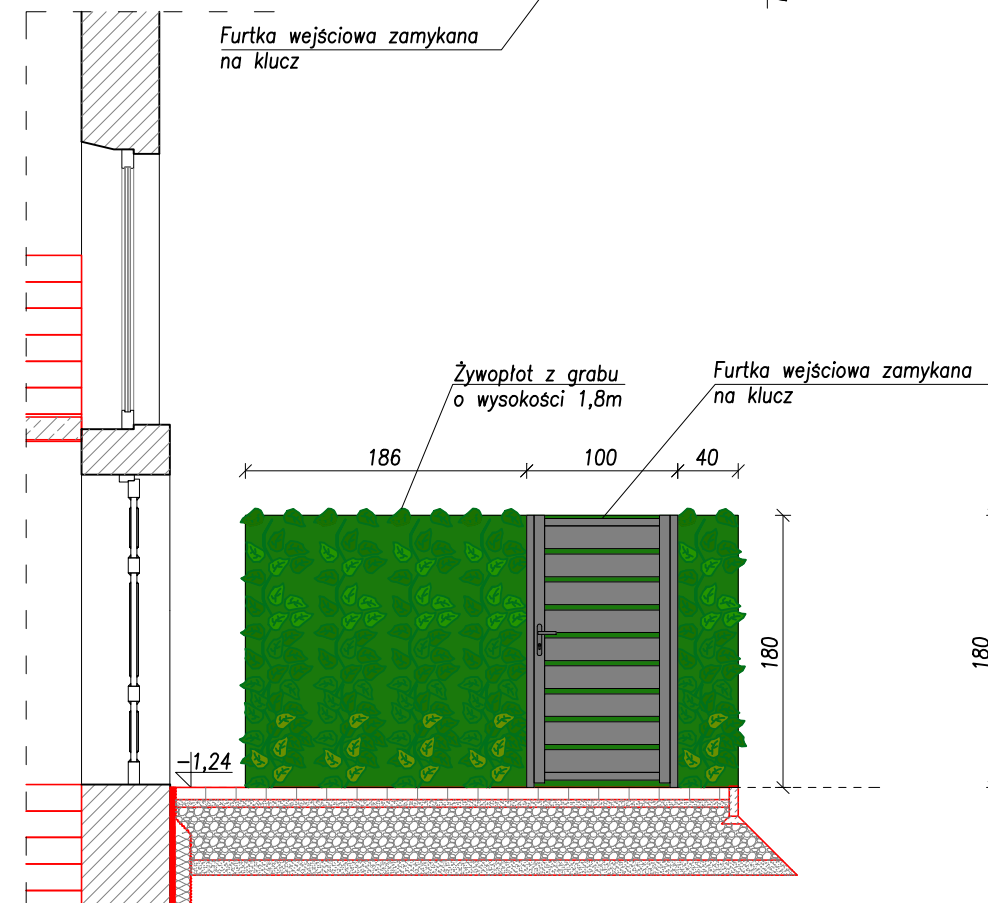 Furtka wejściowa zamykana
na klucz
Żywopłot z grabu
o wysokości 1,8m
Furtka wejściowa zamykana
na klucz
186
100
40
180
180
-1,24